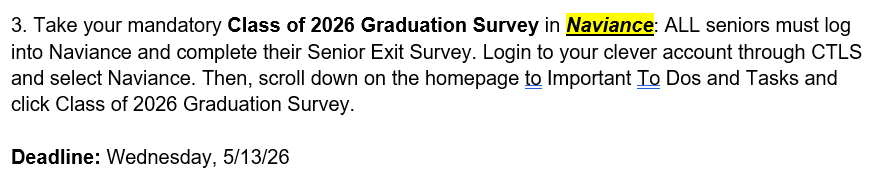 3. Take your mandatory Class of 2026 Graduation Survey in Naviance: ALL seniors must log
into Naviance and complete their Senior Exit Survey. Login to your clever account through CTLS
and select Naviance. Then, scroll down on the homepage to Important To Dos and Tasks and
click Class of 2026 Graduation Survey.
Deadline: Wednesday, 5/13/26